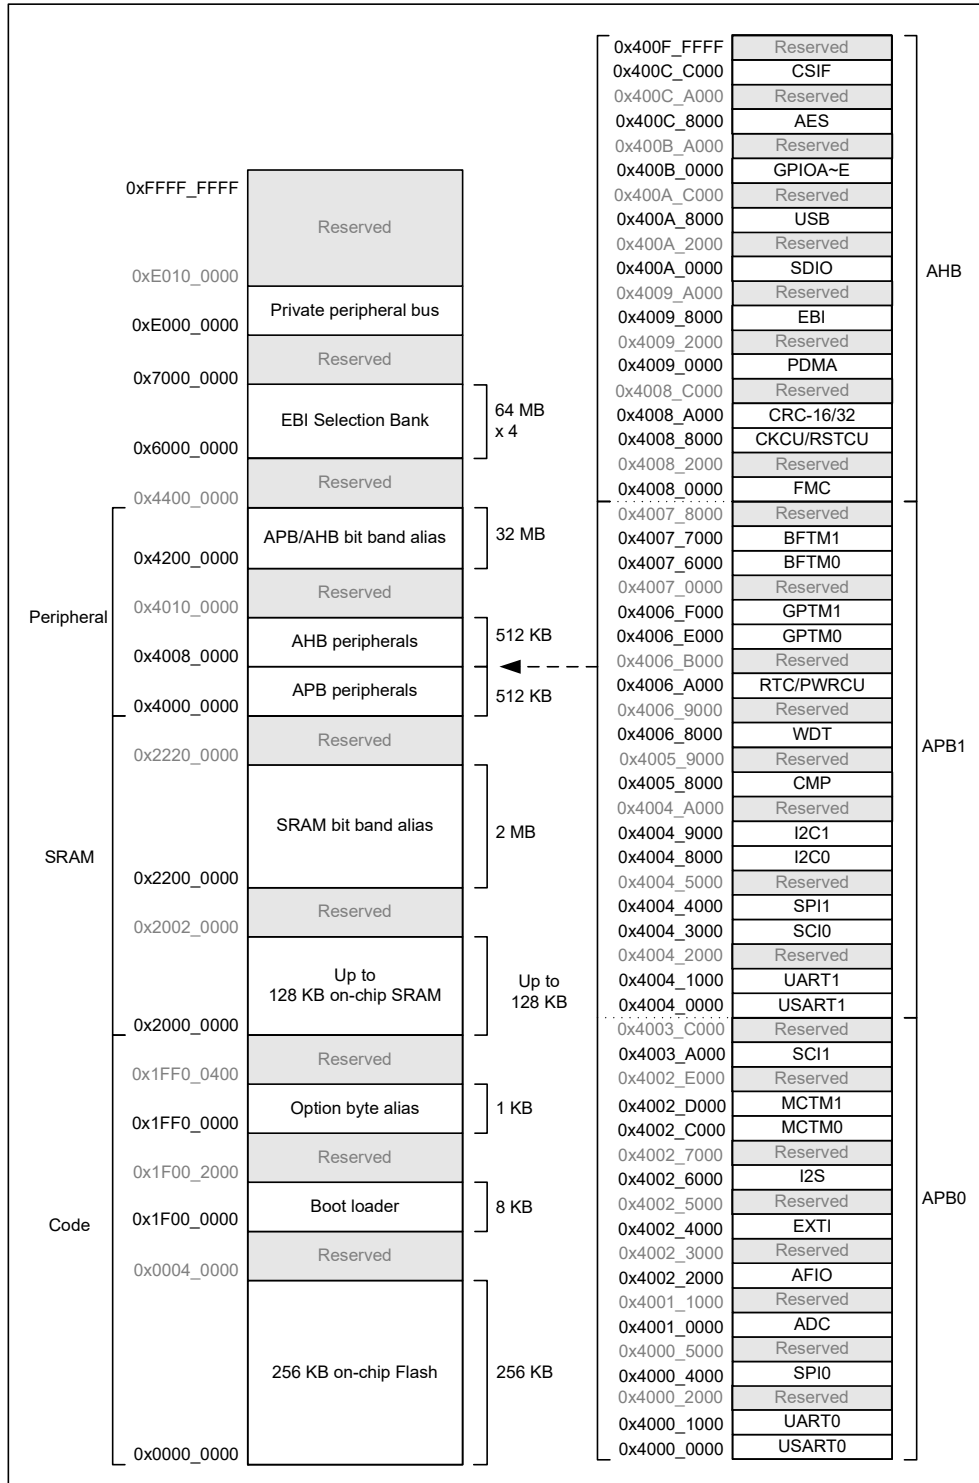 0xFFFF_FFFF
Reserved
0xE010_0000
Private peripheral bus
0xE000_0000
Reserved
0x7000_0000
EBI Selection Bank
64 MB
x 4
0x6000_0000
Reserved
0x4400_0000
APB/AHB bit band alias
32 MB
0x4200_0000
Reserved
0x4010_0000
Peripheral
AHB peripherals
512 KB
0x4008_0000
APB peripherals
512 KB
0x4000_0000
Reserved
0x2220_0000
SRAM bit band alias
2 MB
SRAM
0x2200_0000
Reserved
0x2002_0000
Up to
128 KB on-chip SRAM
Up to
128 KB
0x2000_0000
Reserved
0x1FF0_0400
Option byte alias
1 KB
0x1FF0_0000
Reserved
0x1F00_2000
Boot loader
8 KB
0x1F00_0000
Code
Reserved
0x0004_0000
256 KB on-chip Flash
256 KB
0x0000_0000
0x400F_FFFF Reserved
0x400C_C000 CSIF
0x400C_A000 Reserved
0x400C_8000 AES
0x400B_A000 Reserved
0x400B_0000 GPIOA~E
0x400A_C000 Reserved
0x400A_8000 USB
0x400A_2000 Reserved
0x400A_0000 SDIO
AHB
0x4009_A000 Reserved
0x4009_8000 EBI
0x4009_2000 Reserved
0x4009_0000 PDMA
0x4008_C000 Reserved
0x4008_A000 CRC-16/32
0x4008_8000 CKCU/RSTCU
0x4008_2000 Reserved
0x4008_0000 FMC
0x4007_8000 Reserved
0x4007_7000 BFTM1
0x4007_6000 BFTM0
0x4007_0000 Reserved
0x4006_F000 GPTM1
0x4006_E000 GPTM0
0x4006_B000 Reserved
0x4006_A000 RTC/PWRCU
0x4006_9000 Reserved
0x4006_8000 WDT
APB1
0x4005_9000 Reserved
0x4005_8000 CMP
0x4004_A000 Reserved
0x4004_9000 I2C1
0x4004_8000 I2C0
0x4004_5000 Reserved
0x4004_4000 SPI1
0x4004_3000 SCI0
0x4004_2000 Reserved
0x4004_1000 UART1
0x4004_0000 USART1
0x4003_C000 Reserved
0x4003_A000 SCI1
0x4002_E000 Reserved
0x4002_D000 MCTM1
0x4002_C000 MCTM0
0x4002_7000 Reserved
0x4002_6000 I2S
APB0
0x4002_5000 Reserved
0x4002_4000 EXTI
0x4002_3000 Reserved
0x4002_2000 AFIO
0x4001_1000 Reserved
0x4001_0000 ADC
0x4000_5000 Reserved
0x4000_4000 SPI0
0x4000_2000 Reserved
0x4000_1000 UART0
0x4000_0000 USART0